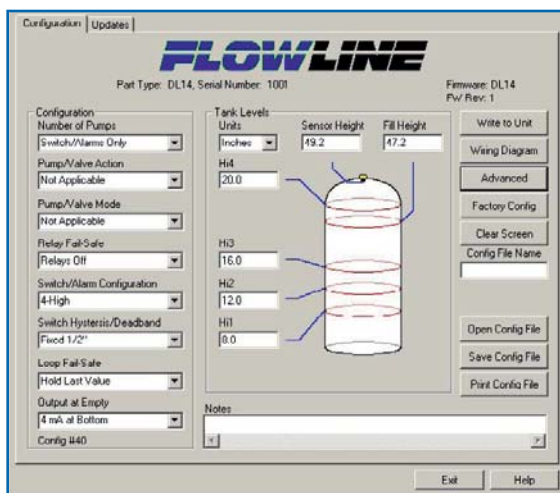 Configuration
Updates
FLOWLINE
Part Type: DL14, Serial Number: 1001
Firmware: DL14
FW Rev: 1
Configuration
Number of Pumps
Switch/Alarms Only
Pump/Valve Action
Not Applicable
Pump/Valve Mode
Not Applicable
Relay Fail-Safe
Relays Off
Switch/Alarm Configuration
4-High
Switch Hystersis/Deadband
Fixed 1/2"
Loop Fail-Safe
Hold Last Value
Output at Empty
4 mA at Bottom
Config #40
Tank Levels
Units
Inches
Sensor Height
49.2
Fill Height
47.2
Hi4
20.0
Hi3
16.0
Hi2
12.0
Hi1
8.0
Notes
Write to Unit
Wiring Diagram
Advanced
Factory Config
Clear Screen
Config File Name
Open Config File
Save Config File
Print Config File
Exit
Help